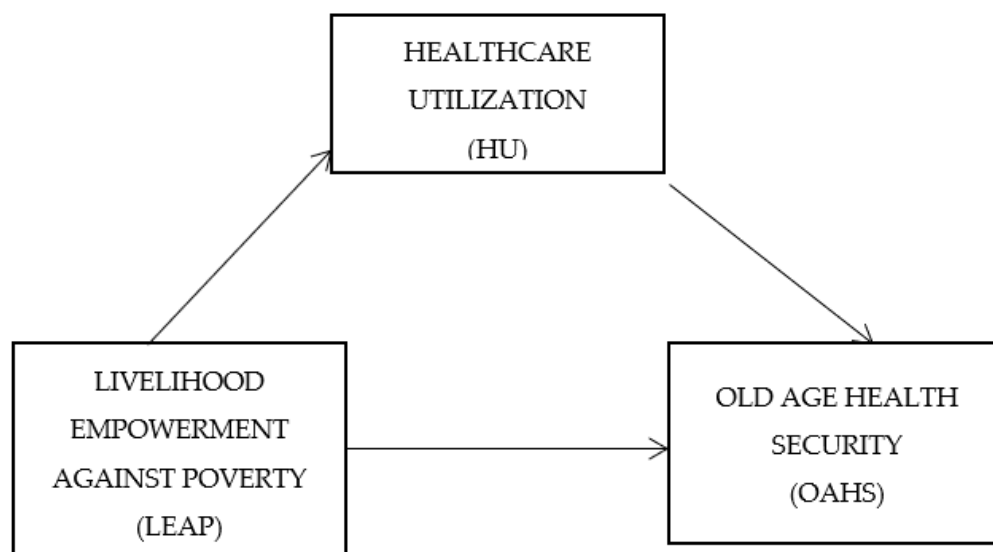 HEALTHCARE
UTILIZATION
(HU)
LIVELIHOOD
EMPOWERMENT
AGAINST POVERTY
(LEAP)
OLD AGE HEALTH
SECURITY
(OAHS)